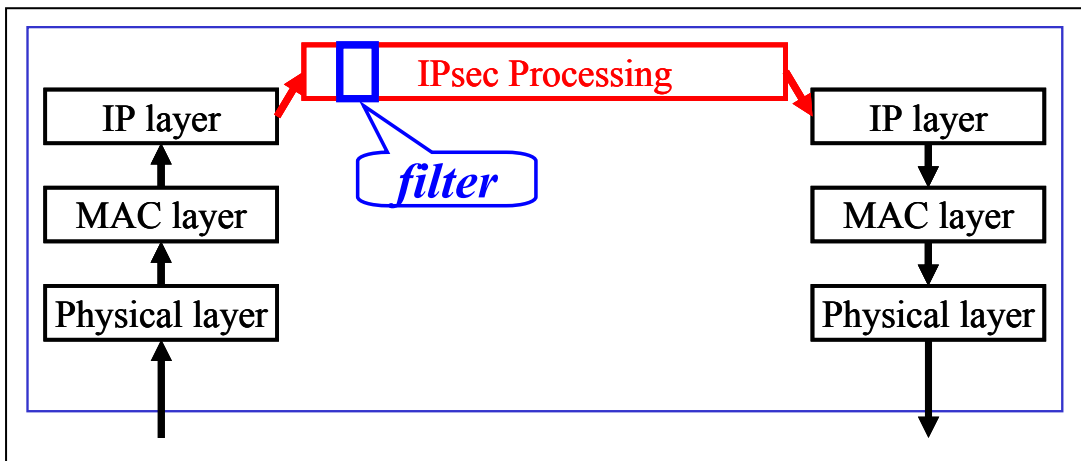 IPsec Processing
IP layer
IP layer
filter
MAC layer
MAC layer
Physical layer
Physical layer